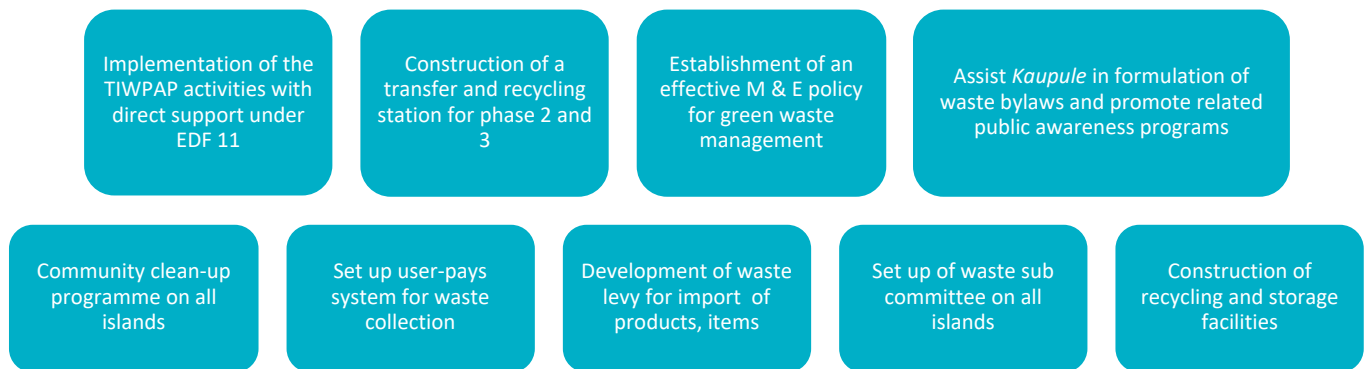 Implementation of the
TIWPAP activities with
direct support under
EDF 11
Construction of a
transfer and recycling
station for phase 2 and
3
Establishment of an
effective M & E policy
for green waste
management
Assist Kaupule in formulation of
waste bylaws and promote related
public awareness programs
Community clean-up
programme on all
islands
Set up user-pays
system for waste
collection
Development of waste
levy for import of
products, items
Set up of waste sub
committee on all
islands
Construction of
recycling and storage
facilities